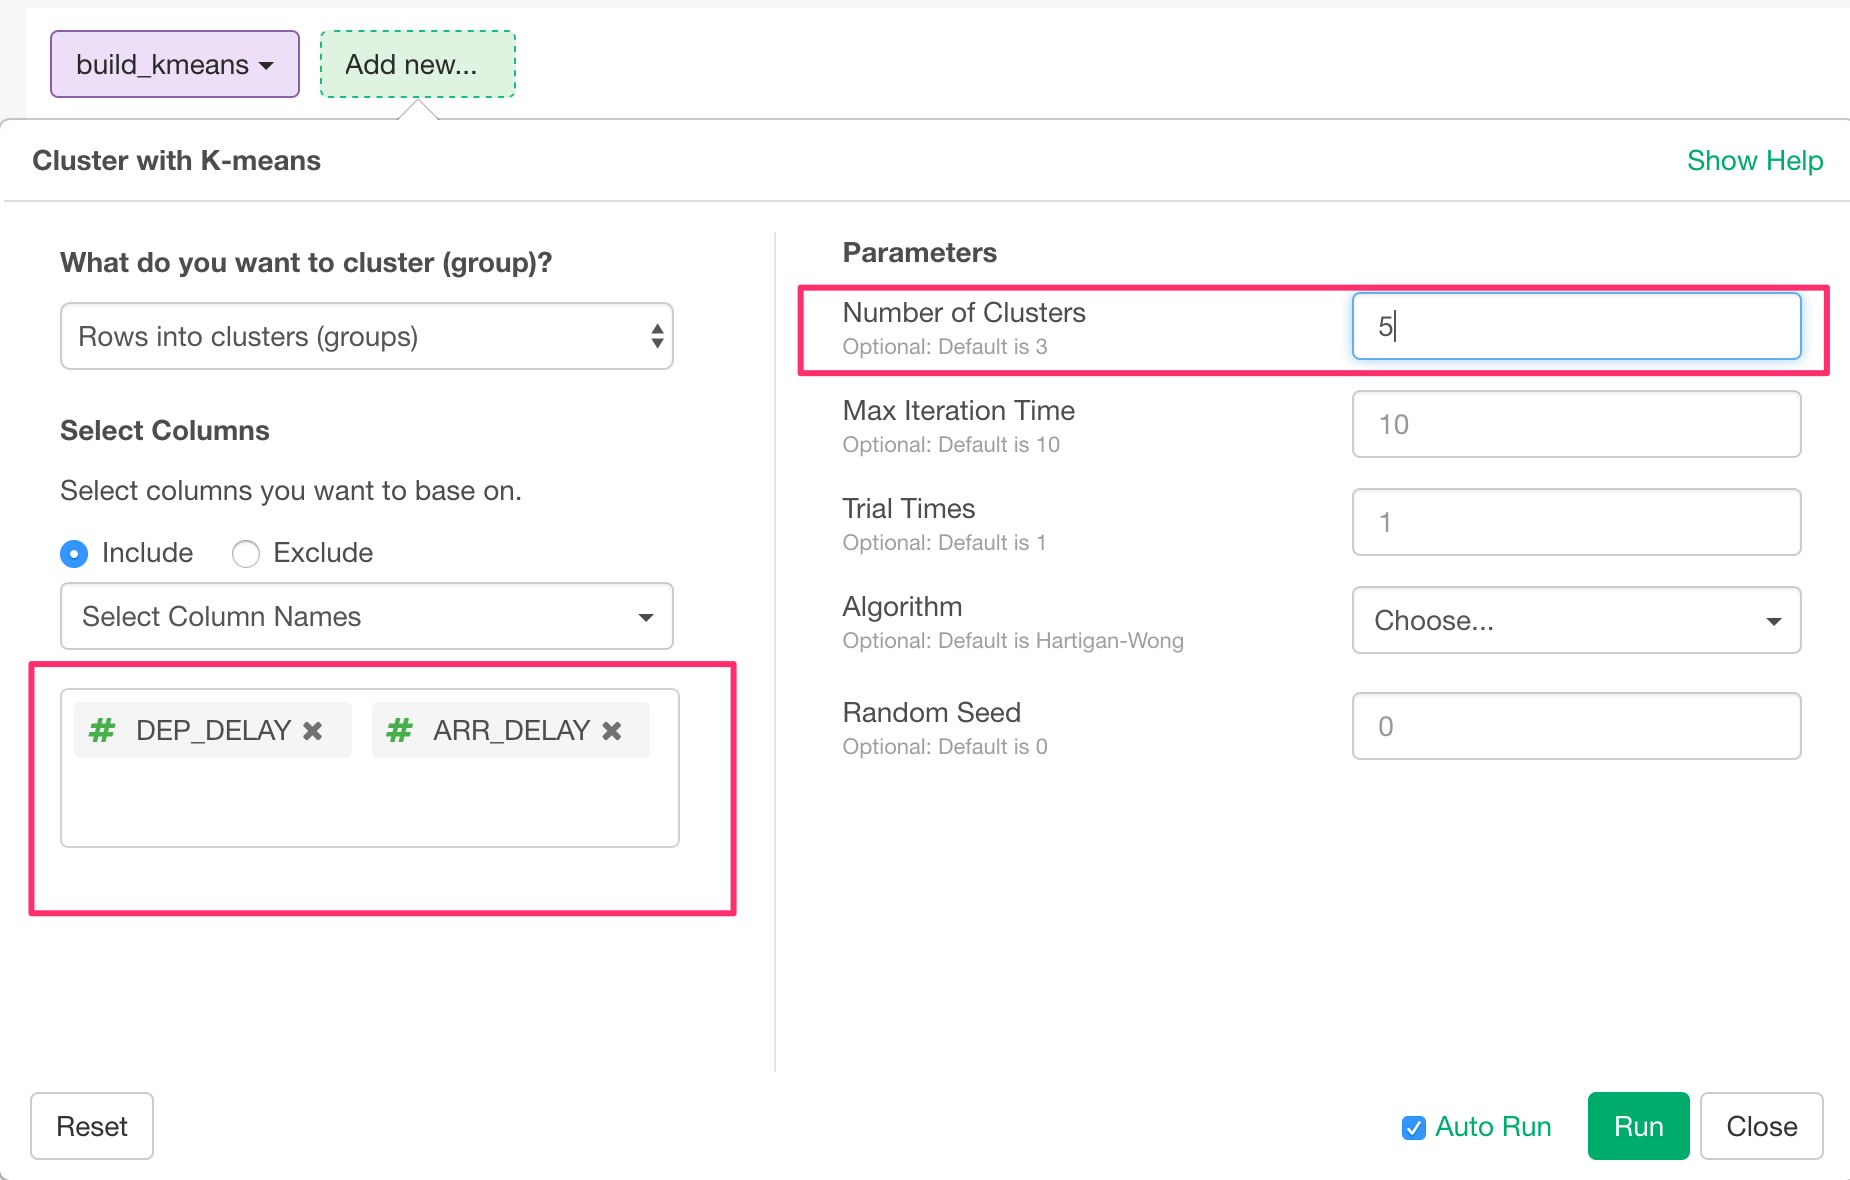 build_kmeans
Add new...
Cluster with K-means
Show Help
What do you want to cluster (group)?
Rows into clusters (groups)
Select Columns
Select columns you want to base on.
Include
Exclude
Select Column Names
# DEP_DELAY ✖
# ARR_DELAY ✖
Parameters
Number of Clusters
Optional: Default is 3
5
Max Iteration Time
Optional: Default is 10
10
Trial Times
Optional: Default is 1
1
Algorithm
Optional: Default is Hartigan-Wong
Choose...
Random Seed
Optional: Default is 0
0
Reset
Auto Run
Run
Close